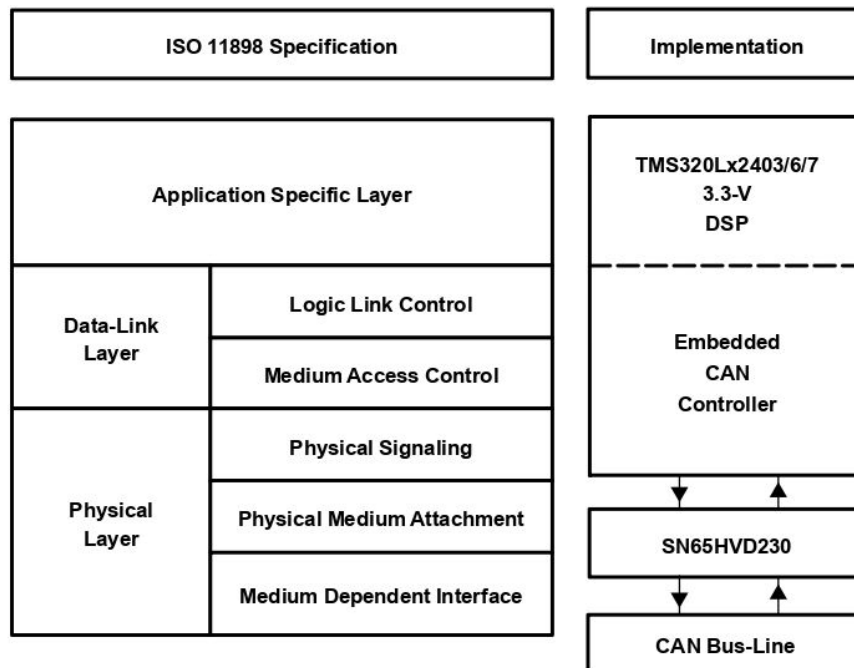 ISO 11898 Specification
Implementation
Application Specific Layer
TMS320Lx2403/6/7
3.3-V
DSP
Data-Link
Layer
Logic Link Control
Medium Access Control
Embedded
CAN
Controller
Physical
Layer
Physical Signaling
Physical Medium Attachment
Medium Dependent Interface
SN65HVD230
CAN Bus-Line